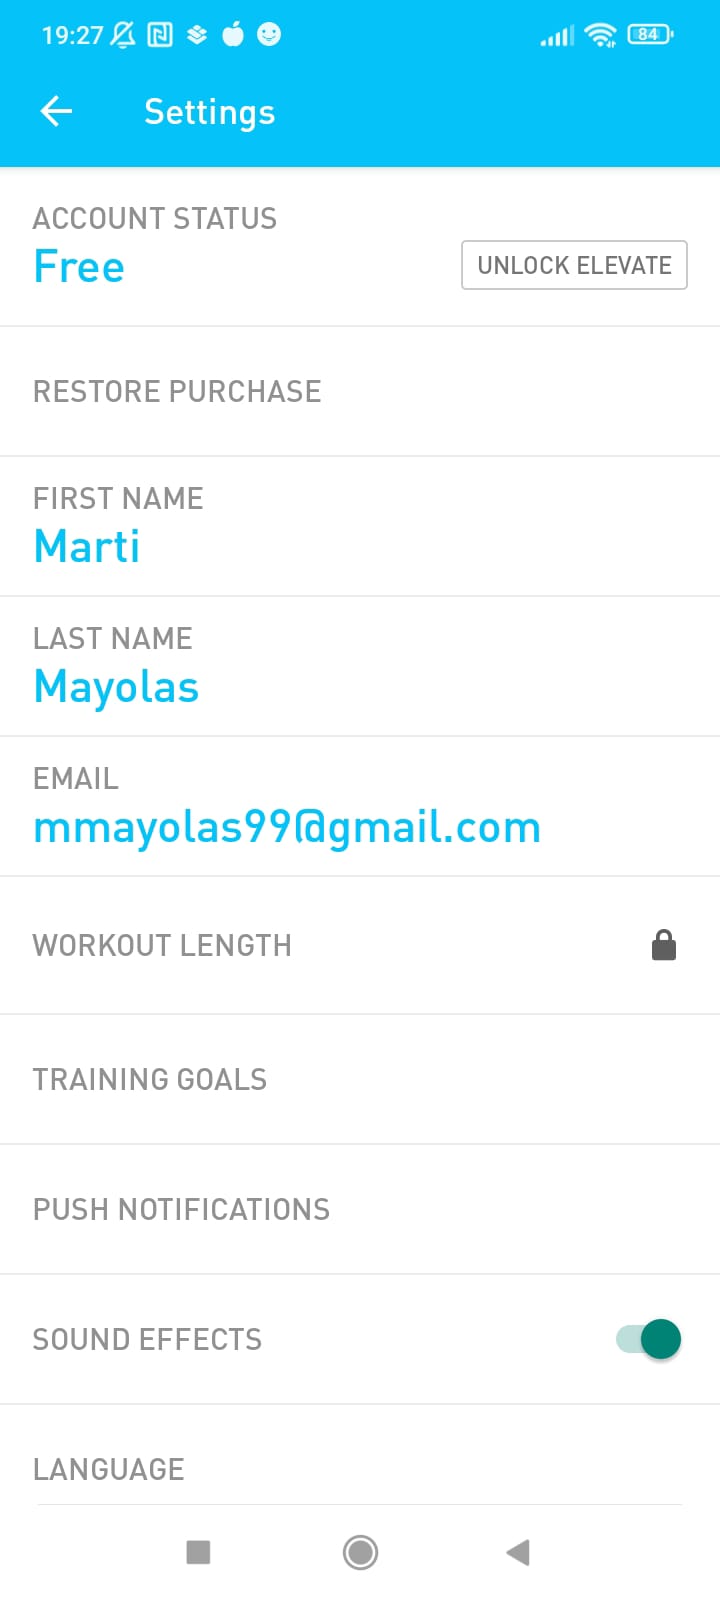 19:27
84
Settings
ACCOUNT STATUS
Free
UNLOCK ELEVATE
RESTORE PURCHASE
FIRST NAME
Marti
LAST NAME
Mayolas
EMAIL
mmayolas99@gmail.com
WORKOUT LENGTH
TRAINING GOALS
PUSH NOTIFICATIONS
SOUND EFFECTS
LANGUAGE